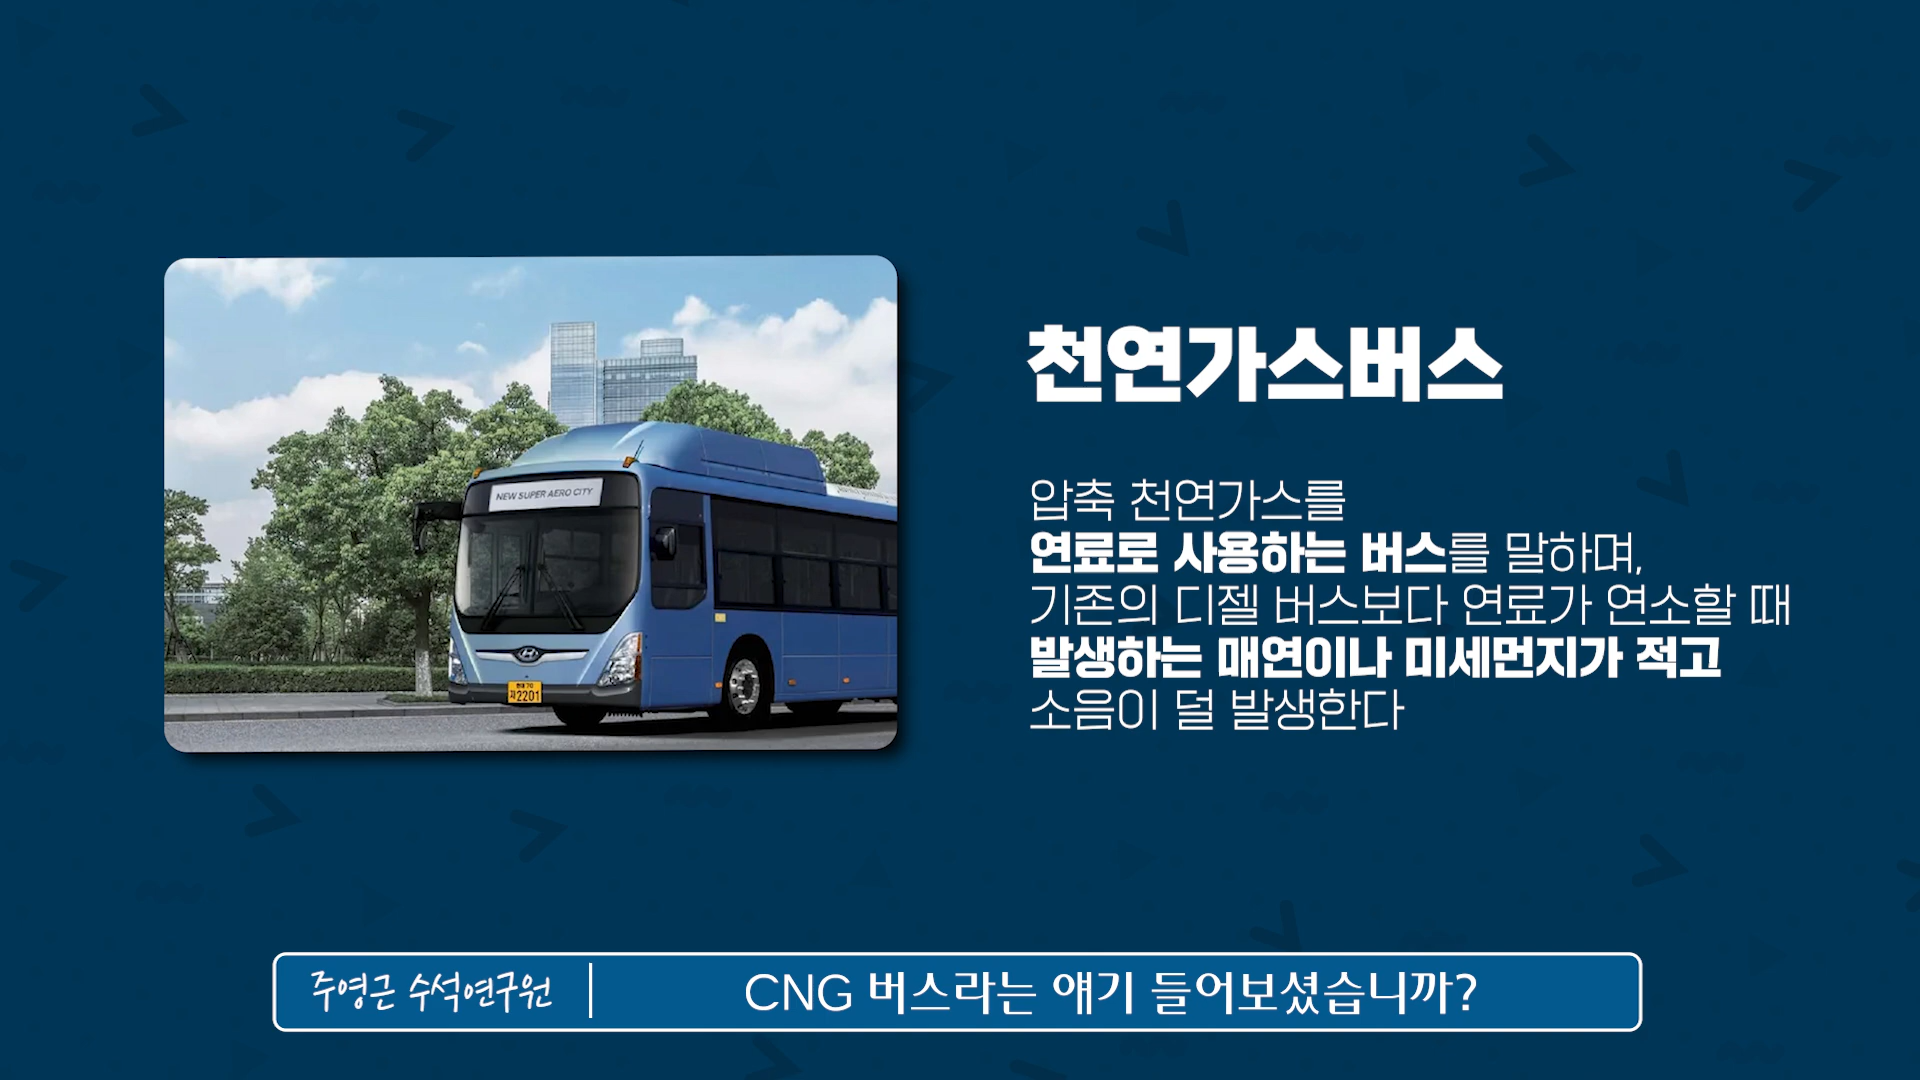 천연가스버스
압축 천연가스를
연료로 사용하는 버스를 말하며,
기존의 디젤 버스보다 연료가 연소할 때
발생하는 매연이나 미세먼지가 적고
소음이 덜 발생한다
NEW SUPER AERO CITY
2201
주영근 수석연구원
CNG 버스라는 얘기 들어보셨습니까?